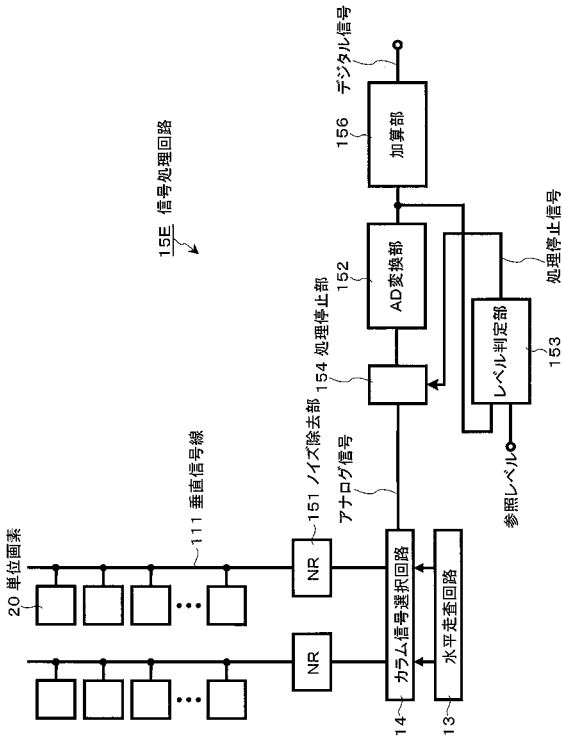 15E 信号処理回路
20 単位画素
111 垂直信号線
151 ノイズ除去部
NR
NR
14
カラム信号選択回路
13
水平走査回路
アナログ信号
154 処理停止部
152
AD変換部
156
加算部
デジタル信号
参照レベル
レベル判定部
153
処理停止信号